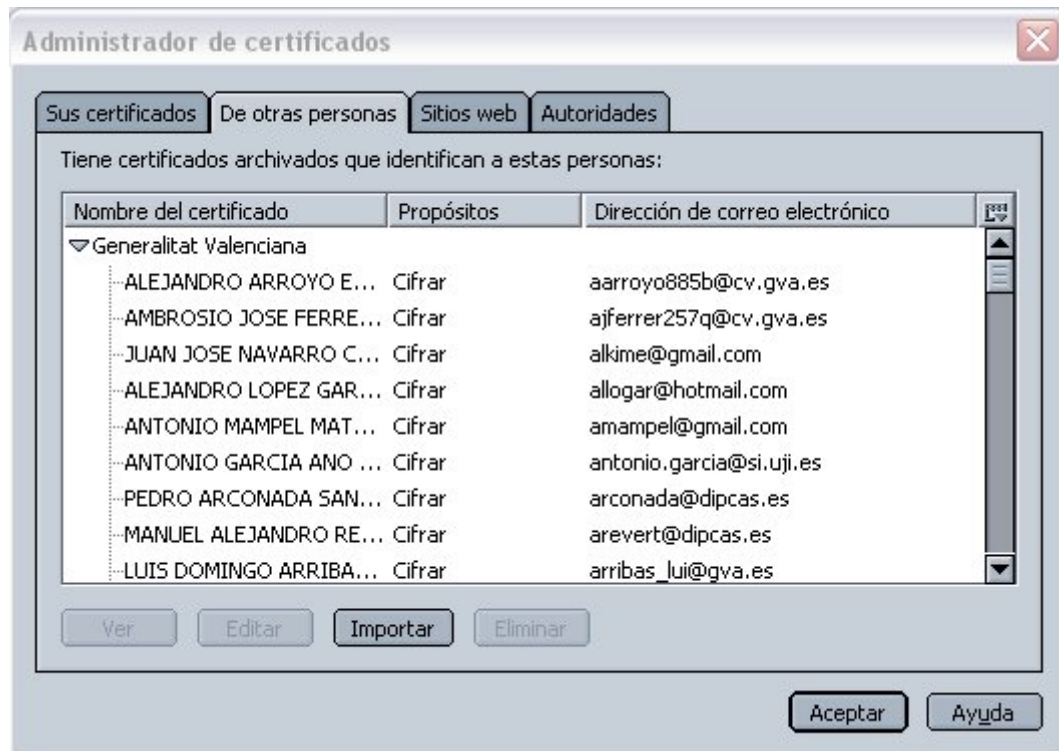 Administrador de certificados
Sus certificados De otras personas Sitios web Autoridades
Tiene certificados archivados que identifican a estas personas:
Nombre del certificado Propósitos Dirección de correo electrónico
Generalitat Valenciana
ALEJANDRO ARROYO E... Cifrar aarroyo885b@cv.gva.es
AMBROSIO JOSE FERRE... Cifrar ajferrer257q@cv.gva.es
JUAN JOSE NAVARRO C... Cifrar alkime@gmail.com
ALEJANDRO LOPEZ GAR... Cifrar allogar@hotmail.com
ANTONIO MAMPEL MAT... Cifrar amampel@gmail.com
ANTONIO GARCIA ANO ... Cifrar antonio.garcia@si.uji.es
PEDRO ARCONADA SAN... Cifrar arconada@dipcas.es
MANUEL ALEJANDRO RE... Cifrar arevert@dipcas.es
LUIS DOMINGO ARRIBA... Cifrar arribas_lui@gva.es
Ver Editar Importar Eliminar
Aceptar Ayuda